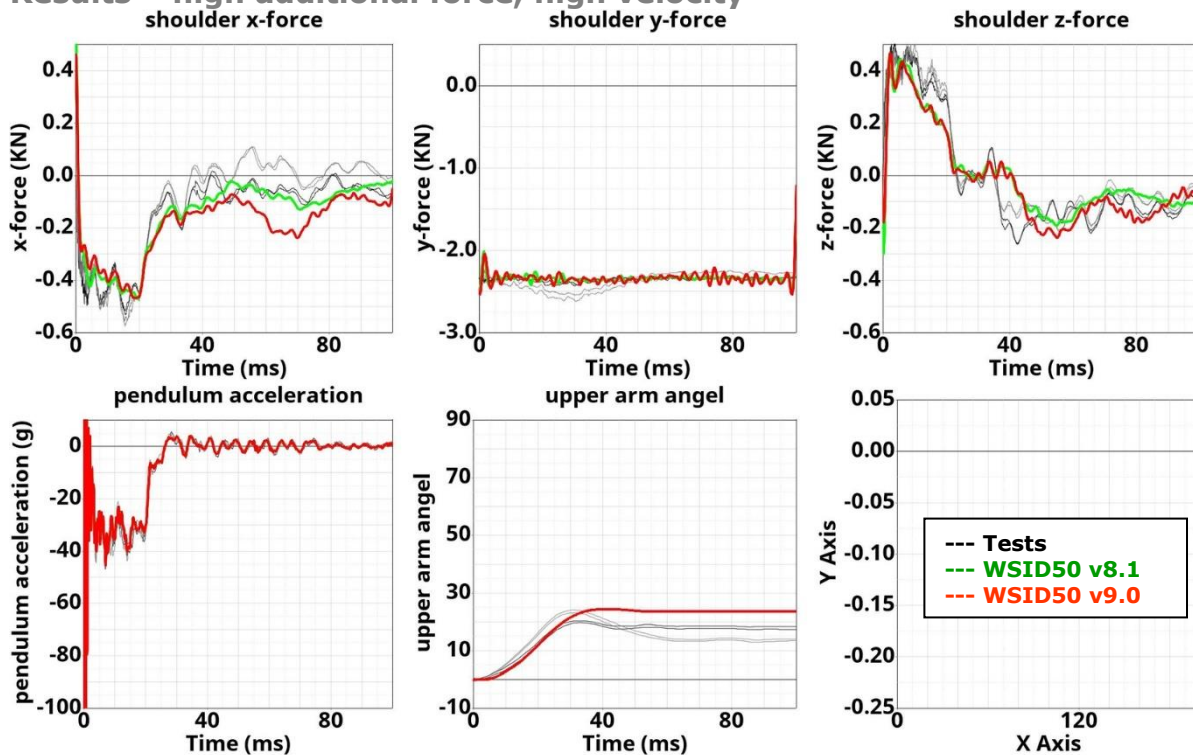 Results – high additional force, high velocity
shoulder x-force
shoulder y-force
shoulder z-force
x-force (KN)
0.4
0.2
0.0
-0.2
-0.4
-0.6
0
40
80
Time (ms)
y-force (KN)
0.0
-1.0
-2.0
-3.0
0
40
80
Time (ms)
z-force (KN)
0.4
0.2
0.0
-0.2
-0.4
-0.6
0
40
80
Time (ms)
pendulum acceleration
upper arm angel
pendulum acceleration (g)
0
-20
-40
-60
-80
-100
0
40
80
Time (ms)
upper arm angel
90
70
50
30
10
-10
0
40
80
Time (ms)
Y Axis
0.05
0.00
-0.05
-0.10
-0.15
-0.20
-0.25
0
120
X Axis
--- Tests
--- WSID50 v8.1
--- WSID50 v9.0